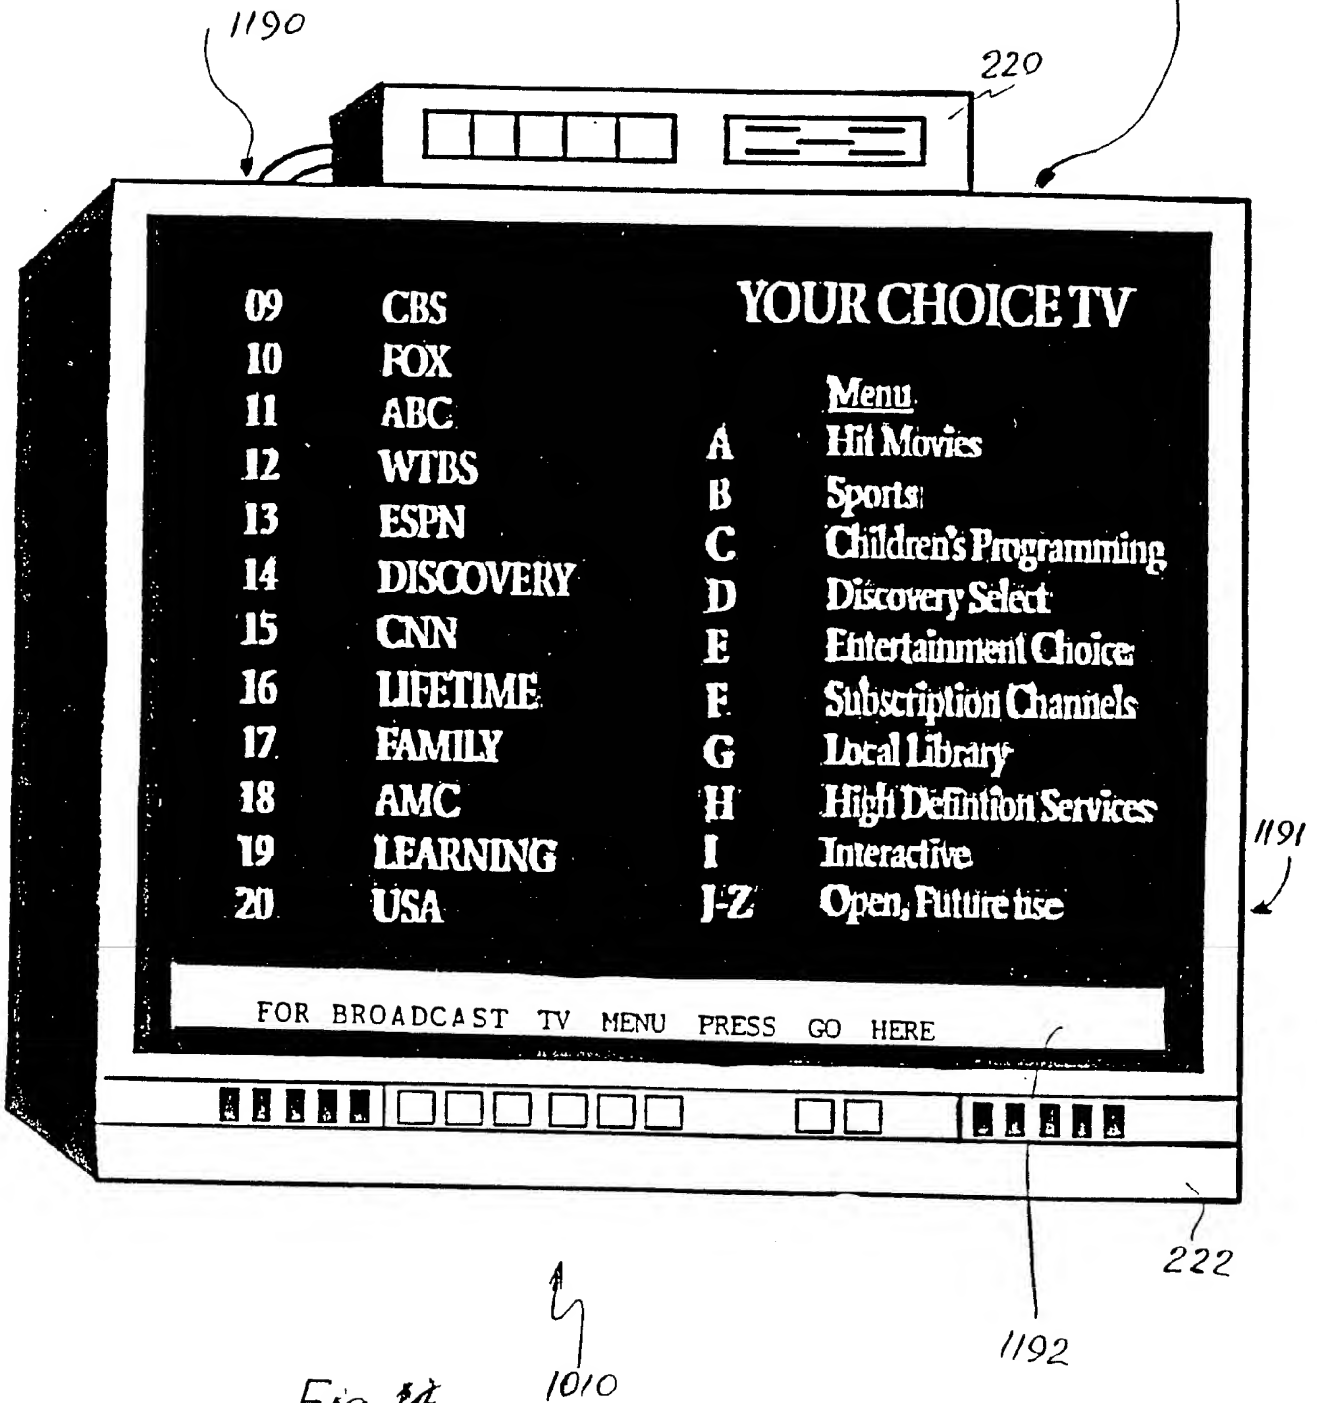 1190
220
09 CBS
10 FOX
11 ABC
12 WTBS
13 ESPN
14 DISCOVERY
15 CNN
16 LIFETIME
17 FAMILY
18 AMC
19 LEARNING
20 USA
YOUR CHOICE TV
Menu
A Hit Movies
B Sports
C Children's Programming
D Discovery Select
E Entertainment Choice
F Subscription Channels
G Local Library
H High Defintion Services
I Interactive
J-Z Open, Future use
1191
FOR BROADCAST TV MENU PRESS GO HERE
222
1192
1010
Fig.